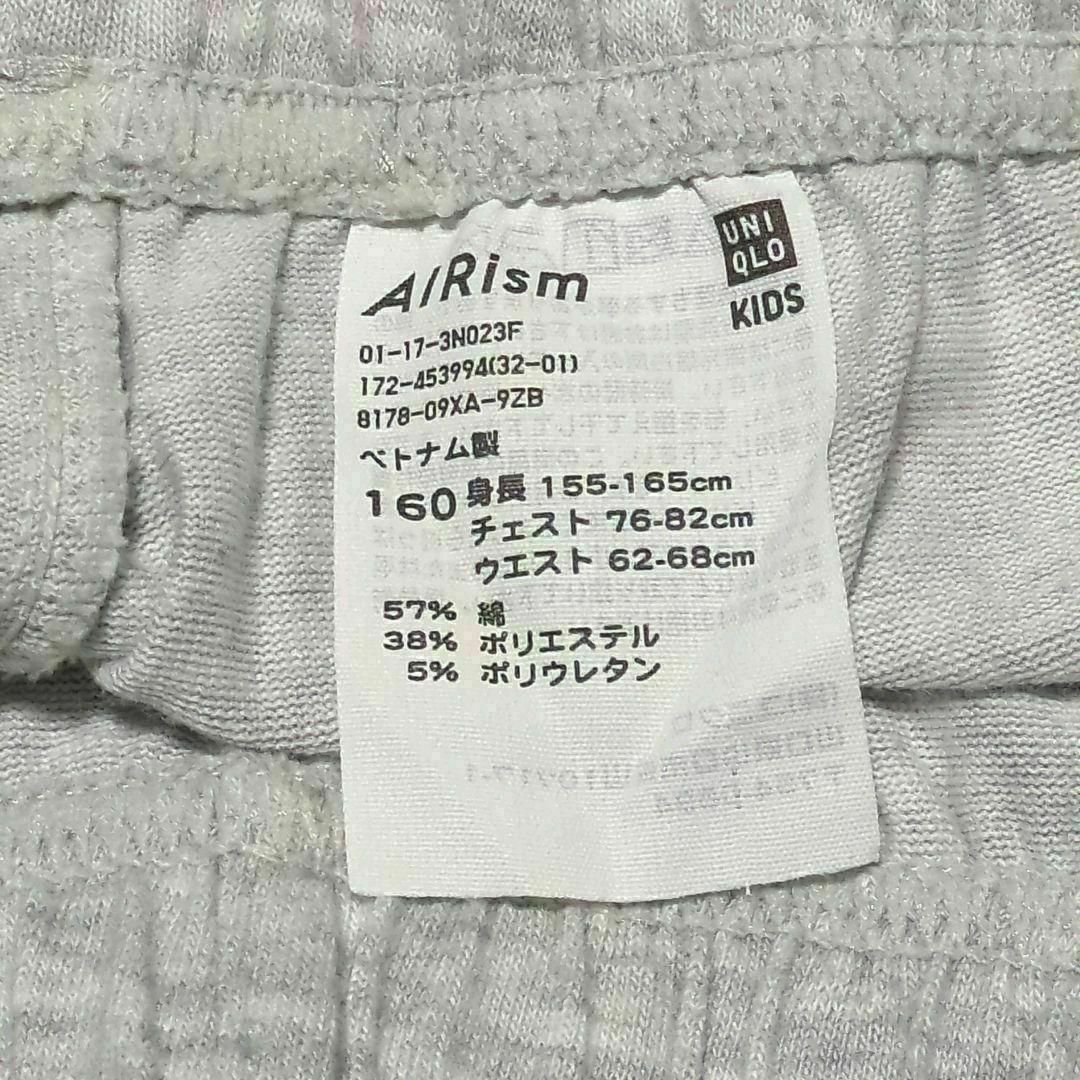 AIRism
UNI
QLO
KIDS
01-17-3N023F
172-453994(32-01)
8178-09XA-9ZB
ベトナム製
160 身長 155-165cm
チェスト 76-82cm
ウエスト 62-68cm
57% 綿
38% ポリエステル
5% ポリウレタン